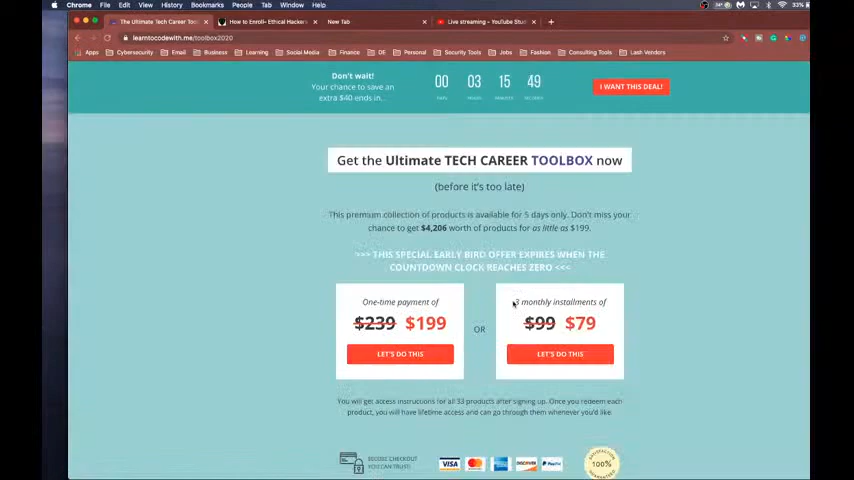 Chrome File Edit View History Bookmarks People Tab Window Help
33%
The Ultimate Tech Career Tool
How to Enroll– Ethical Hackers
New Tab
Live streaming – YouTube Stud
learntocodewith.me/toolbox2020
Apps Cybersecurity Email Business Learning Social Media Finance DE Personal Security Tools Jobs Fashion Consulting Tools Lash Vendors
Don't wait!
Your chance to save an
extra $40 ends in...
00 03 15 49
I WANT THIS DEAL!
Get the Ultimate TECH CAREER TOOLBOX now
(before it's too late)
This premium collection of products is available for 5 days only. Don't miss your
chance to get $4,206 worth of products for as little as $199.
>>> THIS SPECIAL EARLY BIRD OFFER EXPIRES WHEN THE
COUNTDOWN CLOCK REACHES ZERO <<<
One-time payment of
$239 $199
LET'S DO THIS
OR
3 monthly installments of
$99 $79
LET'S DO THIS
You will get access instructions for all 33 products after signing up. Once you redeem each
product, you will have lifetime access and can go through them whenever you'd like.
SECURE CHECKOUT
YOU CAN TRUST!
VISA
DISCOVER
PayPal
100%